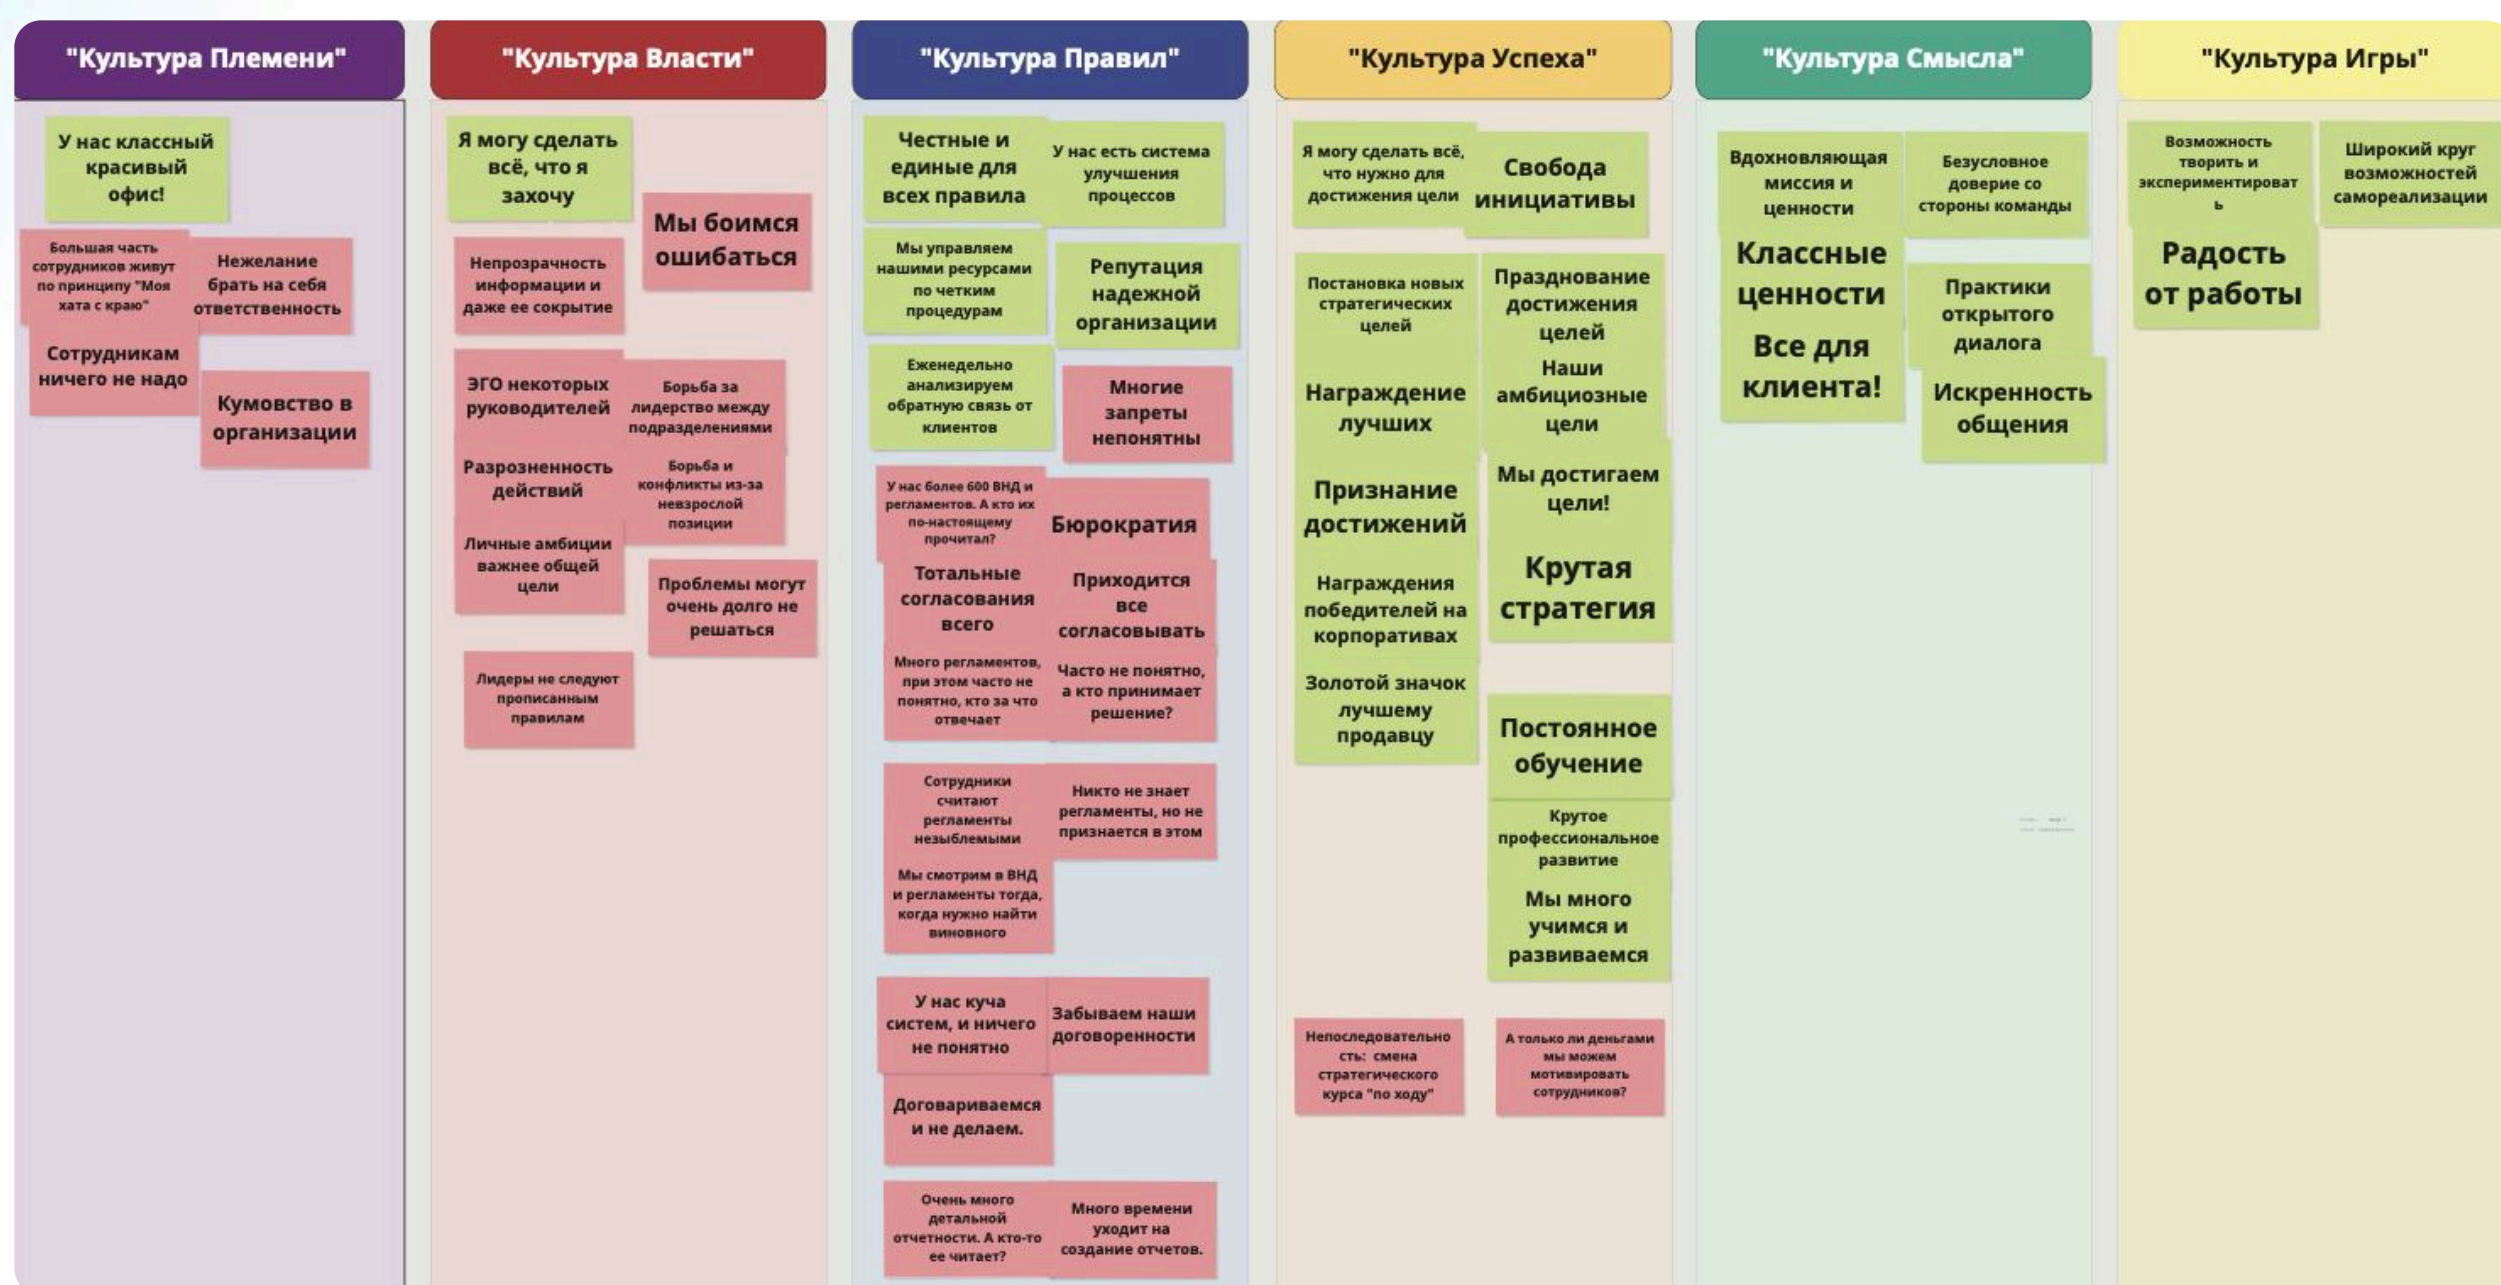 "Культура Племени"
У нас классный
красивый
офис!
Большая часть
сотрудников живут
по принципу "Моя
хата с краю"
Нежелание
брать на себя
ответственность
Сотрудникам
ничего не надо
Кумовство в
организации
"Культура Власти"
Я могу сделать
всё, что я
захочу
Мы боимся
ошибаться
Непрозрачность
информации и
даже ее сокрытие
ЭГО некоторых
руководителей
Борьба за
лидерство между
подразделениями
Разрозненность
действий
Борьба и
конфликты из-за
невзрослой
позиции
Личные амбиции
важнее общей
цели
Проблемы могут
очень долго не
решаться
Лидеры не следуют
прописанным
правилам
"Культура Правил"
Честные и
единые для
всех правила
У нас есть система
улучшения
процессов
Мы управляем
нашими ресурсами
по четким
процедурам
Репутация
надежной
организации
Еженедельно
анализируем
обратную связь от
клиентов
Многие
запреты
непонятны
У нас более 600 ВНД и
регламентов. А кто их
по-настоящему
прочитал?
Бюрократия
Тотальные
согласования
всего
Приходится
все
согласовывать
Много регламентов,
при этом часто не
понятно, кто за что
отвечает
Часто не понятно,
а кто принимает
решение?
Сотрудники
считают
регламенты
незыблемыми
Никто не знает
регламенты, но не
признается в этом
Мы смотрим в ВНД
и регламенты тогда,
когда нужно найти
виновного
У нас куча
систем, и ничего
не понятно
Забываем наши
договоренности
Договариваемся
и не делаем.
Очень много
детальной
отчетности. А кто-то
ее читает?
Много времени
уходит на
создание отчетов.
"Культура Успеха"
Я могу сделать всё,
что нужно для
достижения цели
Свобода
инициативы
Постановка новых
стратегических
целей
Празднование
достижения
целей
Награждение
лучших
Наши
амбициозные
цели
Признание
достижений
Мы достигаем
цели!
Награждения
победителей на
корпоративах
Крутая
стратегия
Золотой значок
лучшему
продавцу
Постоянное
обучение
Крутое
профессиональное
развитие
Мы много
учимся и
развиваемся
Непоследовательно
сть: смена
стратегического
курса "по ходу"
А только ли деньгами
мы можем
мотивировать
сотрудников?
"Культура Смысла"
Вдохновляющая
миссия и
ценности
Безусловное
доверие со
стороны команды
Классные
ценности
Практики
открытого
диалога
Все для
клиента!
Искренность
общения
"Культура Игры"
Возможность
творить и
экспериментироват
ь
Широкий круг
возможностей
самореализации
Радость
от работы